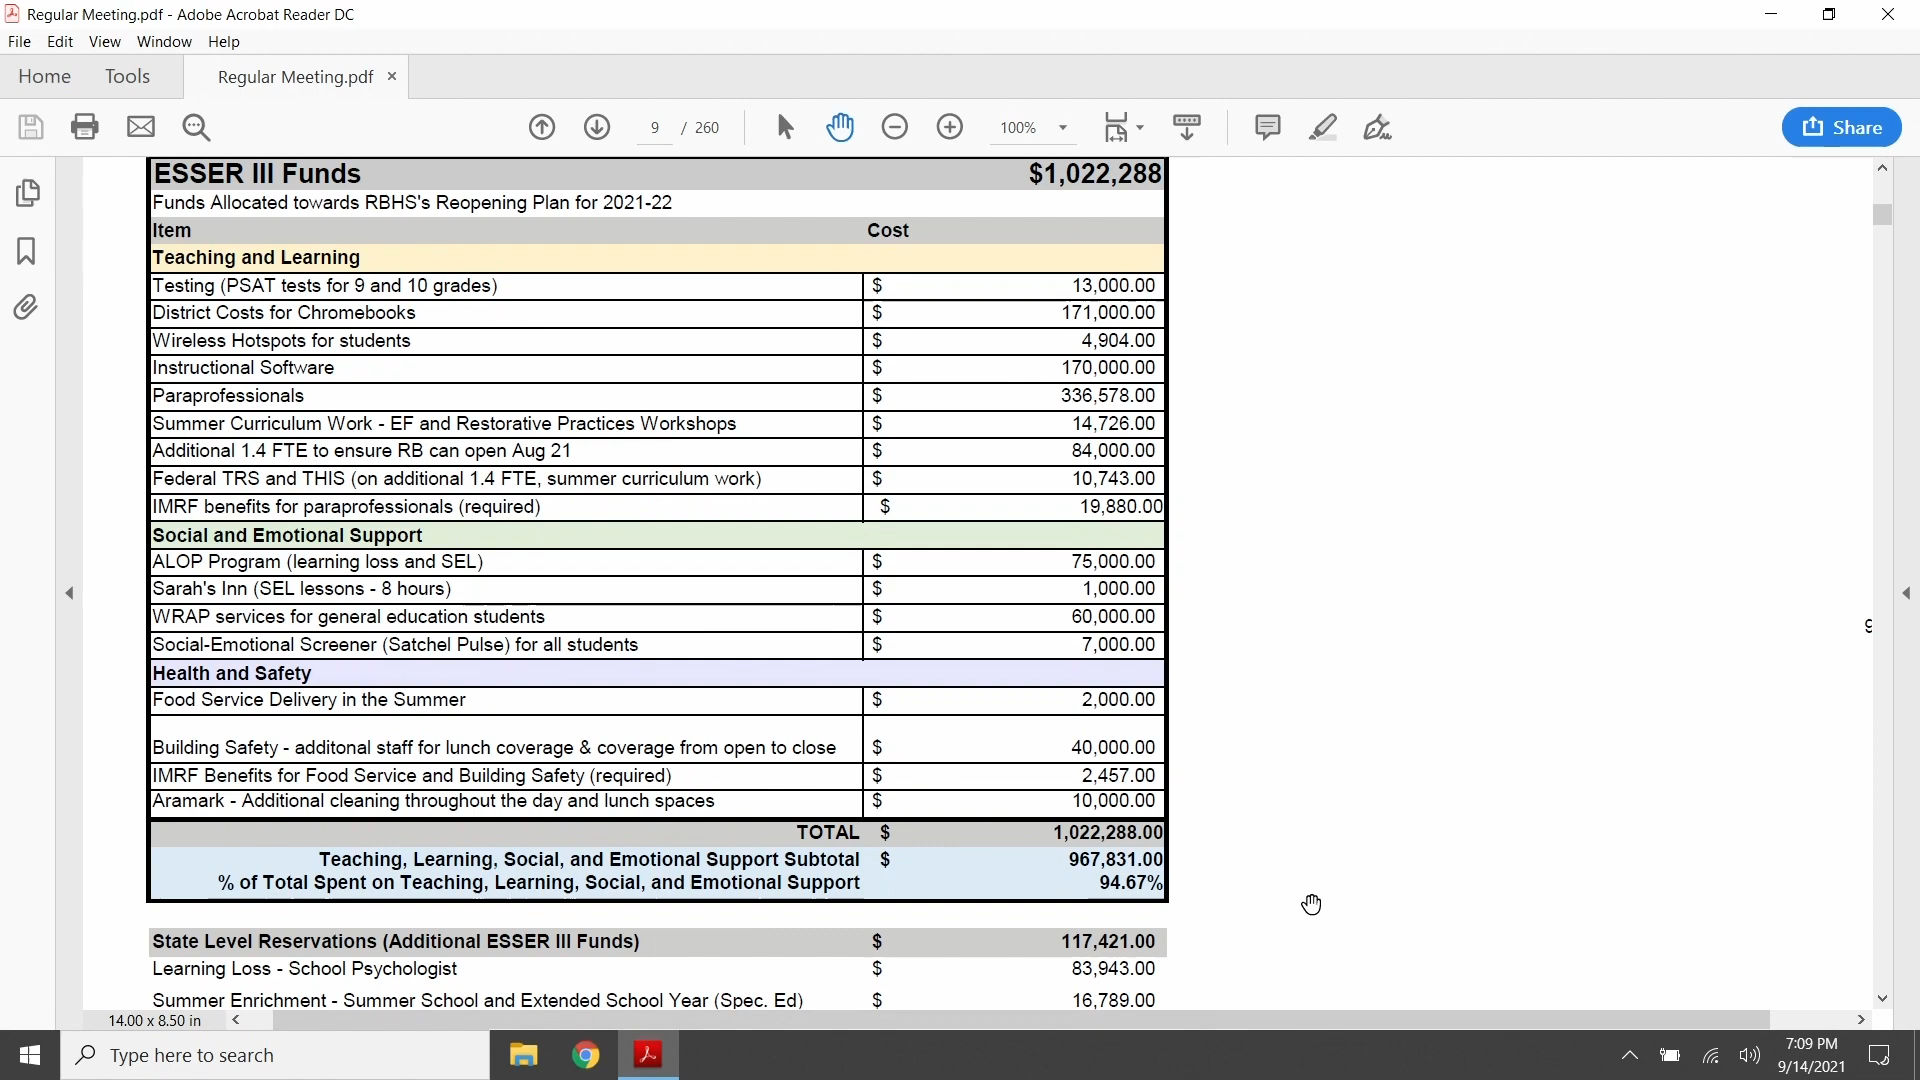 Regular Meeting.pdf - Adobe Acrobat Reader DC
File Edit View Window Help
Home Tools Regular Meeting.pdf ×
9 / 260 100% Share
ESSER III Funds $1,022,288
Funds Allocated towards RBHS's Reopening Plan for 2021-22
Item Cost
Teaching and Learning
Testing (PSAT tests for 9 and 10 grades) $ 13,000.00
District Costs for Chromebooks $ 171,000.00
Wireless Hotspots for students $ 4,904.00
Instructional Software $ 170,000.00
Paraprofessionals $ 336,578.00
Summer Curriculum Work - EF and Restorative Practices Workshops $ 14,726.00
Additional 1.4 FTE to ensure RB can open Aug 21 $ 84,000.00
Federal TRS and THIS (on additional 1.4 FTE, summer curriculum work) $ 10,743.00
IMRF benefits for paraprofessionals (required) $ 19,880.00
Social and Emotional Support
ALOP Program (learning loss and SEL) $ 75,000.00
Sarah's Inn (SEL lessons - 8 hours) $ 1,000.00
WRAP services for general education students $ 60,000.00
Social-Emotional Screener (Satchel Pulse) for all students $ 7,000.00
Health and Safety
Food Service Delivery in the Summer $ 2,000.00
Building Safety - additonal staff for lunch coverage & coverage from open to close $ 40,000.00
IMRF Benefits for Food Service and Building Safety (required) $ 2,457.00
Aramark - Additional cleaning throughout the day and lunch spaces $ 10,000.00
TOTAL $ 1,022,288.00
Teaching, Learning, Social, and Emotional Support Subtotal $ 967,831.00
% of Total Spent on Teaching, Learning, Social, and Emotional Support 94.67%
State Level Reservations (Additional ESSER III Funds) $ 117,421.00
Learning Loss - School Psychologist $ 83,943.00
Summer Enrichment - Summer School and Extended School Year (Spec. Ed) $ 16,789.00
9
14.00 x 8.50 in
Type here to search
7:09 PM
9/14/2021